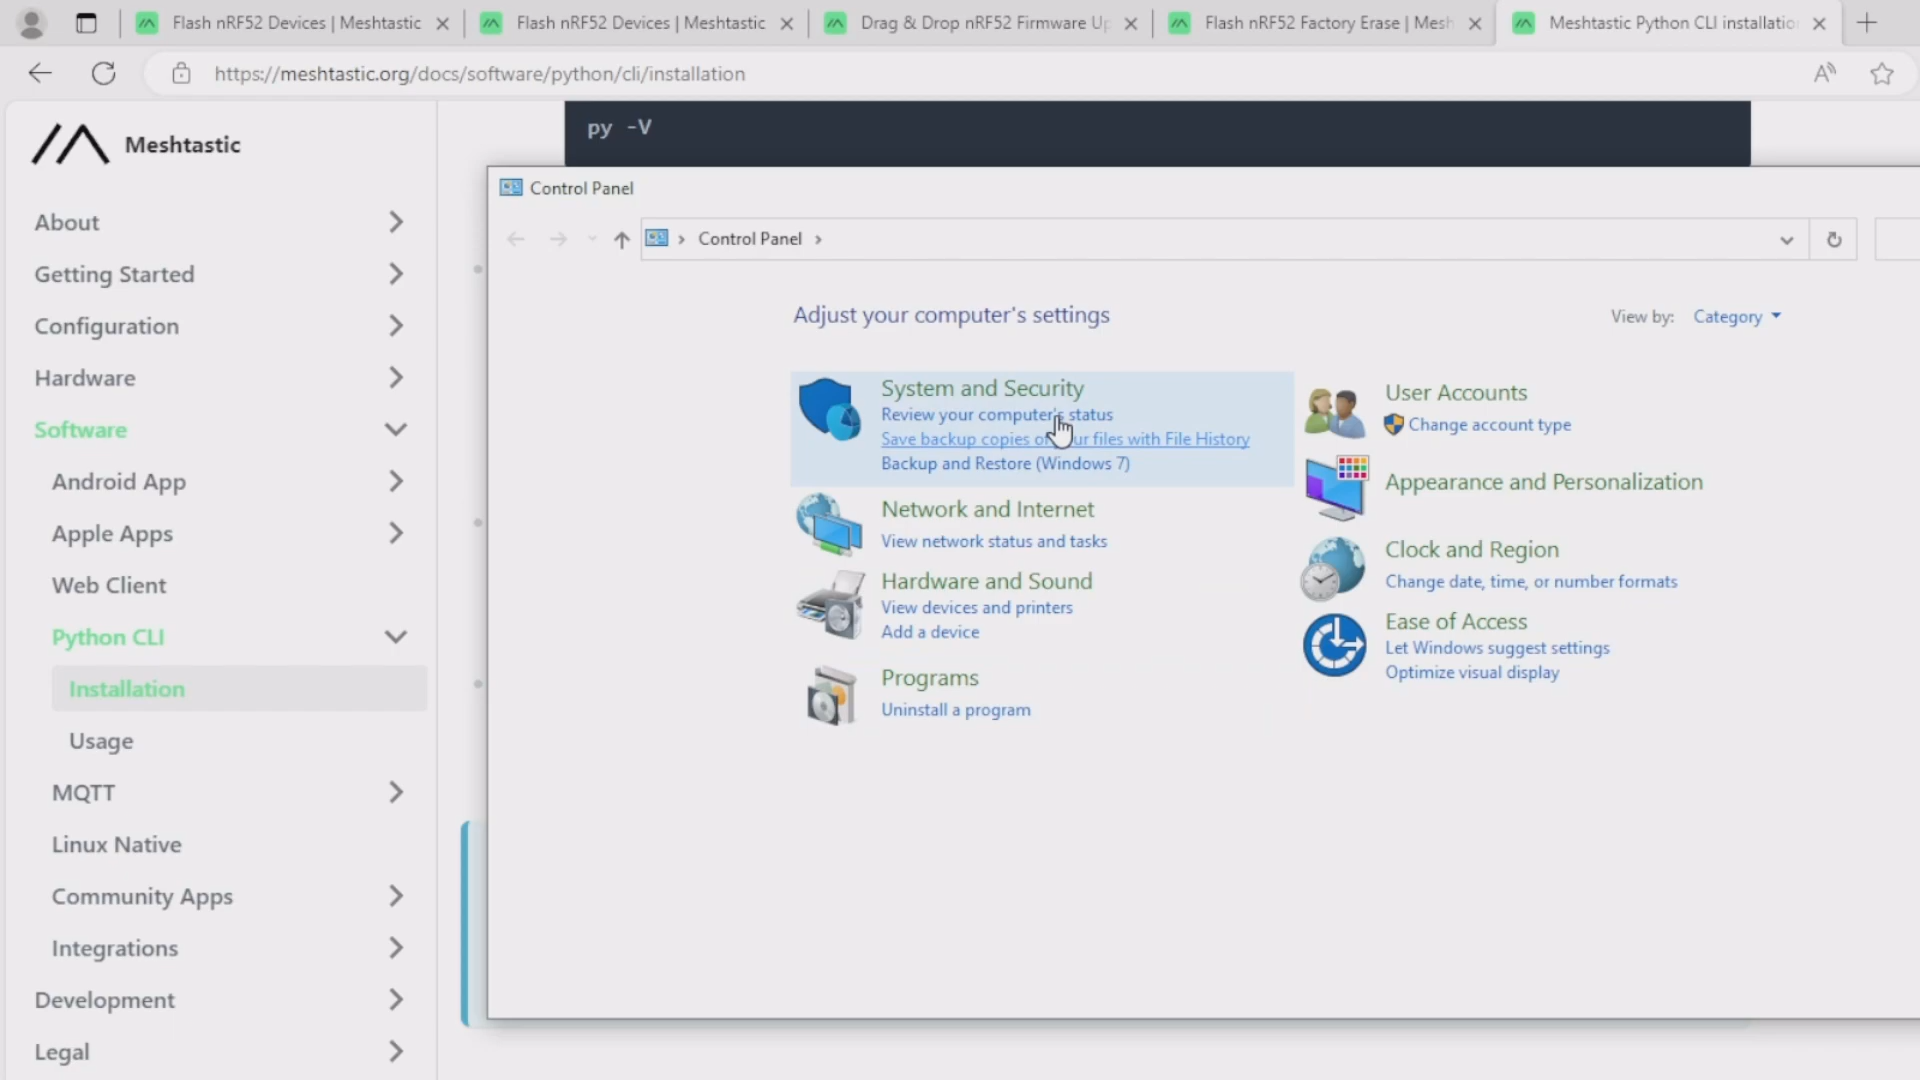 Flash nRF52 Devices | Meshtastic
Flash nRF52 Devices | Meshtastic
Drag & Drop nRF52 Firmware Up
Flash nRF52 Factory Erase | Mesh
Meshtastic Python CLI installatio
https://meshtastic.org/docs/software/python/cli/installation
Meshtastic
About
Getting Started
Configuration
Hardware
Software
Android App
Apple Apps
Web Client
Python CLI
Installation
Usage
MQTT
Linux Native
Community Apps
Integrations
Development
Legal
py -V
Control Panel
Control Panel
Adjust your computer's settings
View by: Category
System and Security
Review your computer's status
Save backup copies of your files with File History
Backup and Restore (Windows 7)
Network and Internet
View network status and tasks
Hardware and Sound
View devices and printers
Add a device
Programs
Uninstall a program
User Accounts
Change account type
Appearance and Personalization
Clock and Region
Change date, time, or number formats
Ease of Access
Let Windows suggest settings
Optimize visual display